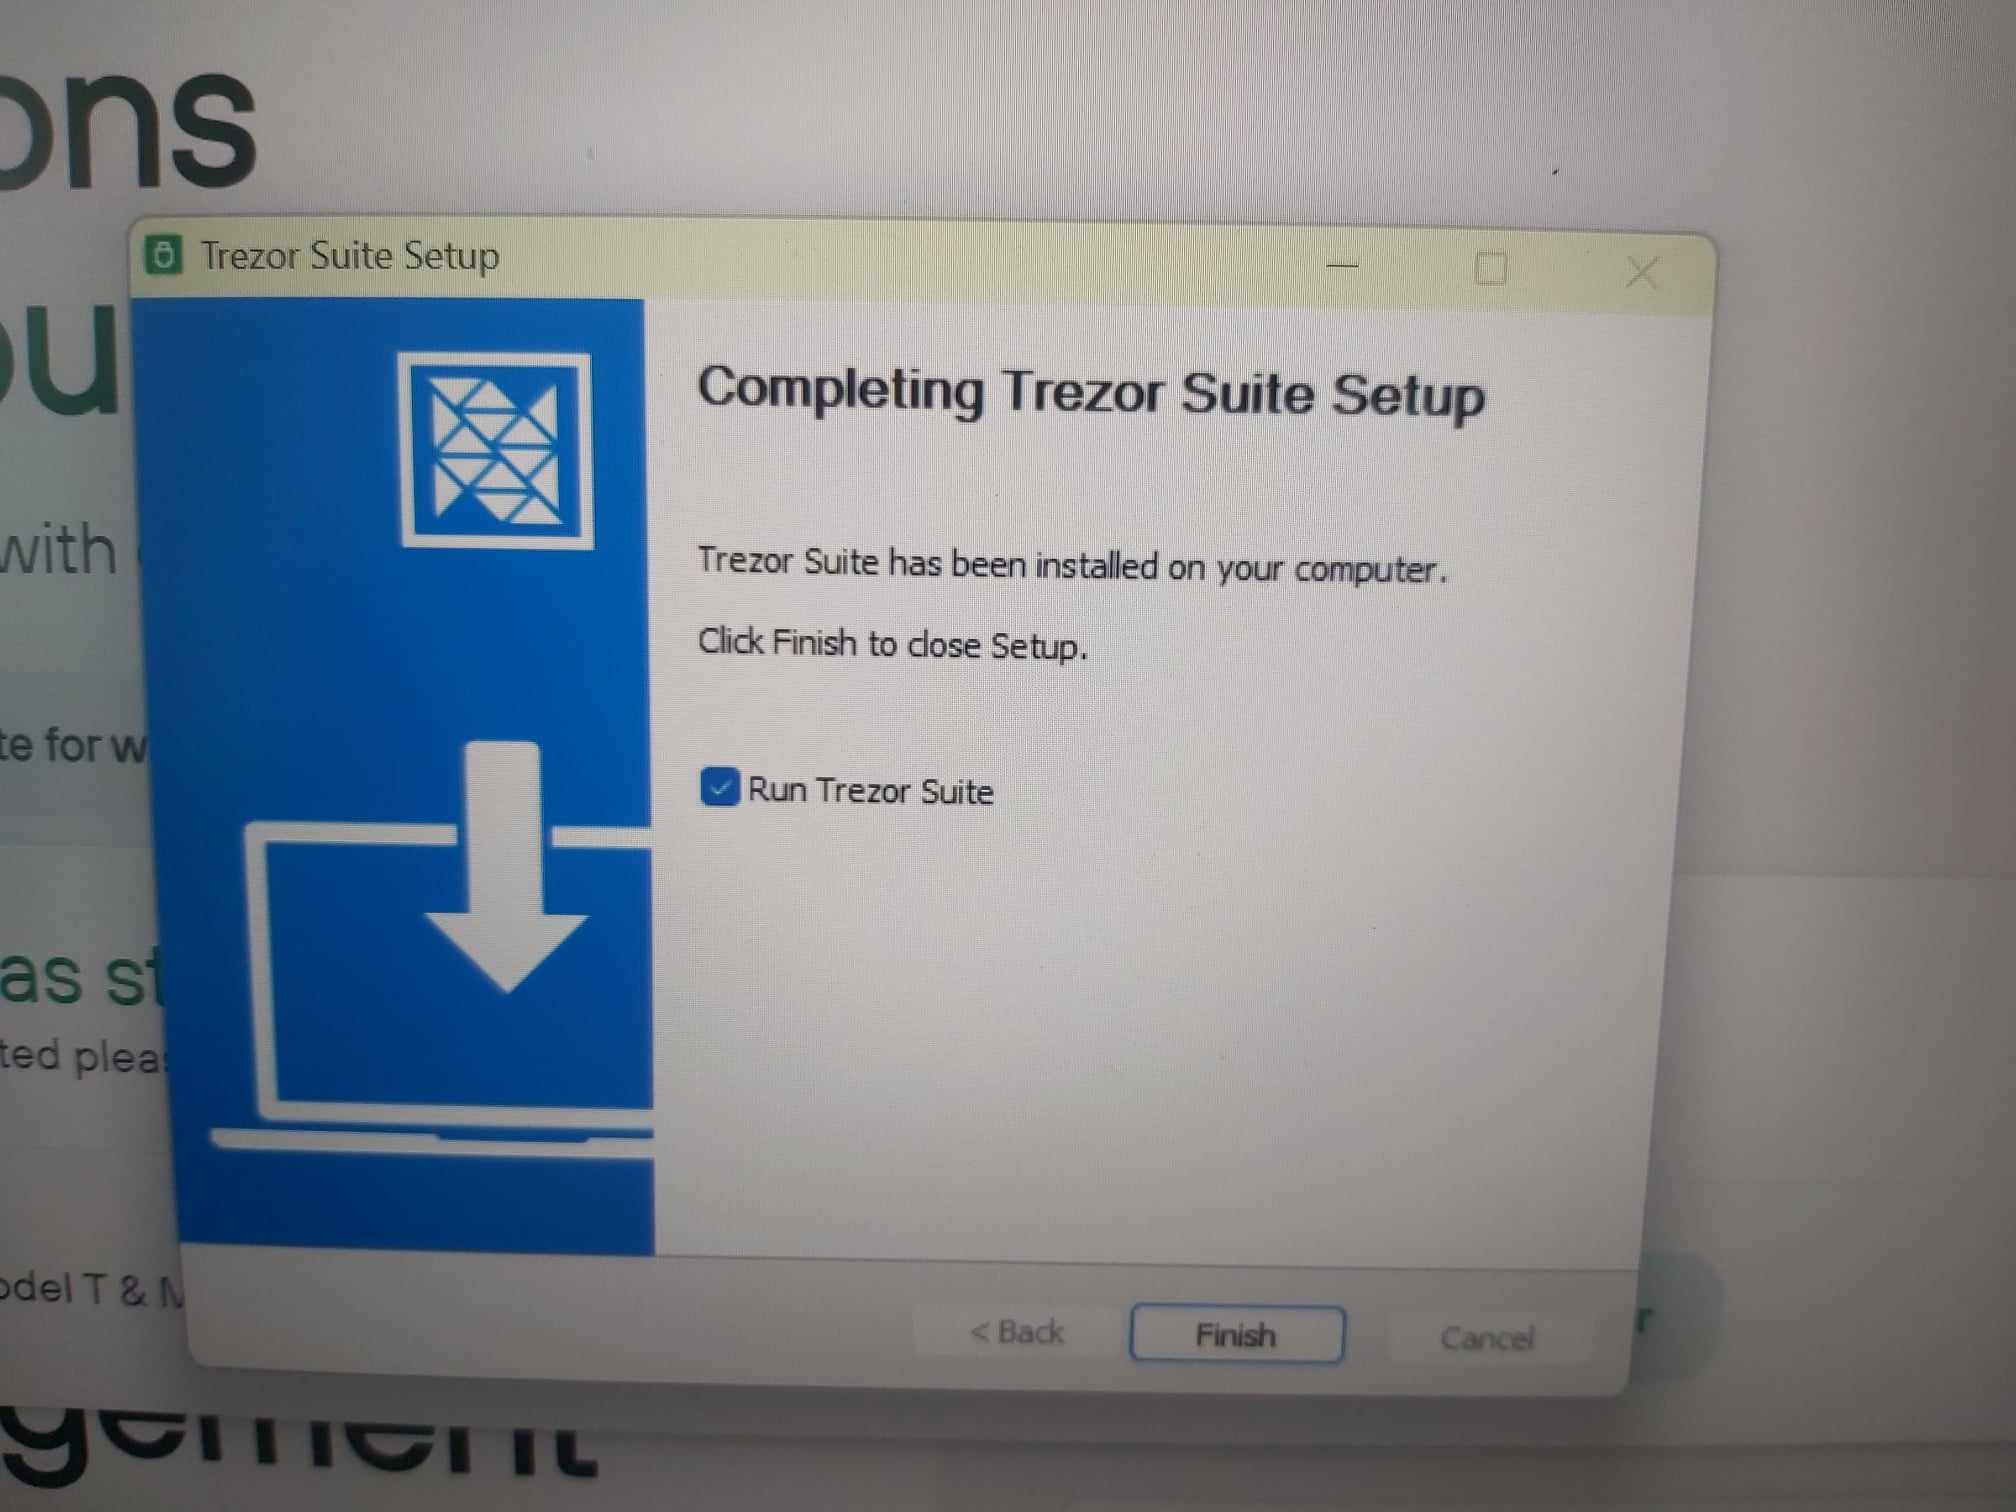 ons
ou
Trezor Suite Setup
Completing Trezor Suite Setup
with
Trezor Suite has been installed on your computer.
Click Finish to close Setup.
te for w
Run Trezor Suite
as st
ted pleas
odel T & M
< Back
Finish
Cancel
r
gement